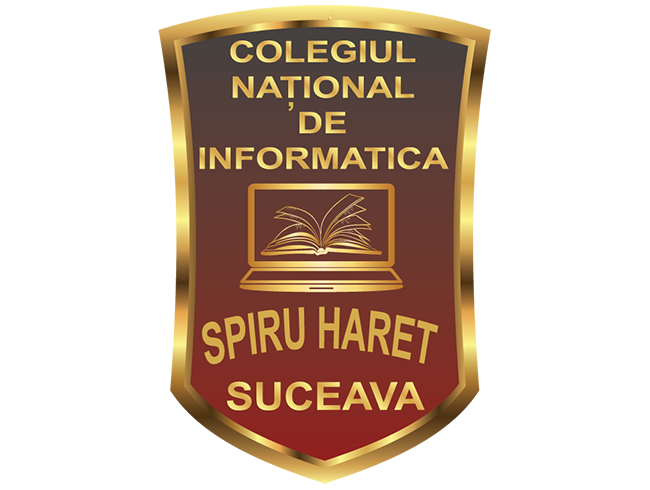 COLEGIUL
NAȚIONAL
DE
INFORMATICA
SPIRU HARET
SUCEAVA